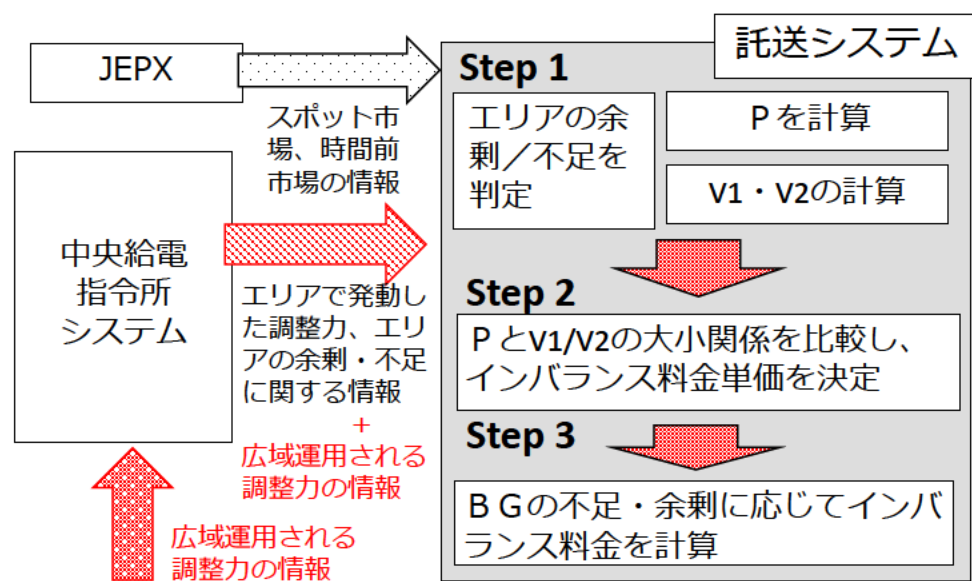 託送システム
JEPX
スポット市
場、時間前
市場の情報
中央給電
指令所
システム
エリアで発動し
た調整力、エリ
アの余剰・不足
に関する情報
+
広域運用される
調整力の情報
広域運用される
調整力の情報
Step 1
エリアの余
剰／不足を
判定
Ｐを計算
V1・V2の計算
Step 2
ＰとV1/V2の大小関係を比較し、
インバランス料金単価を決定
Step 3
ＢＧの不足・余剰に応じてインバ
ランス料金を計算